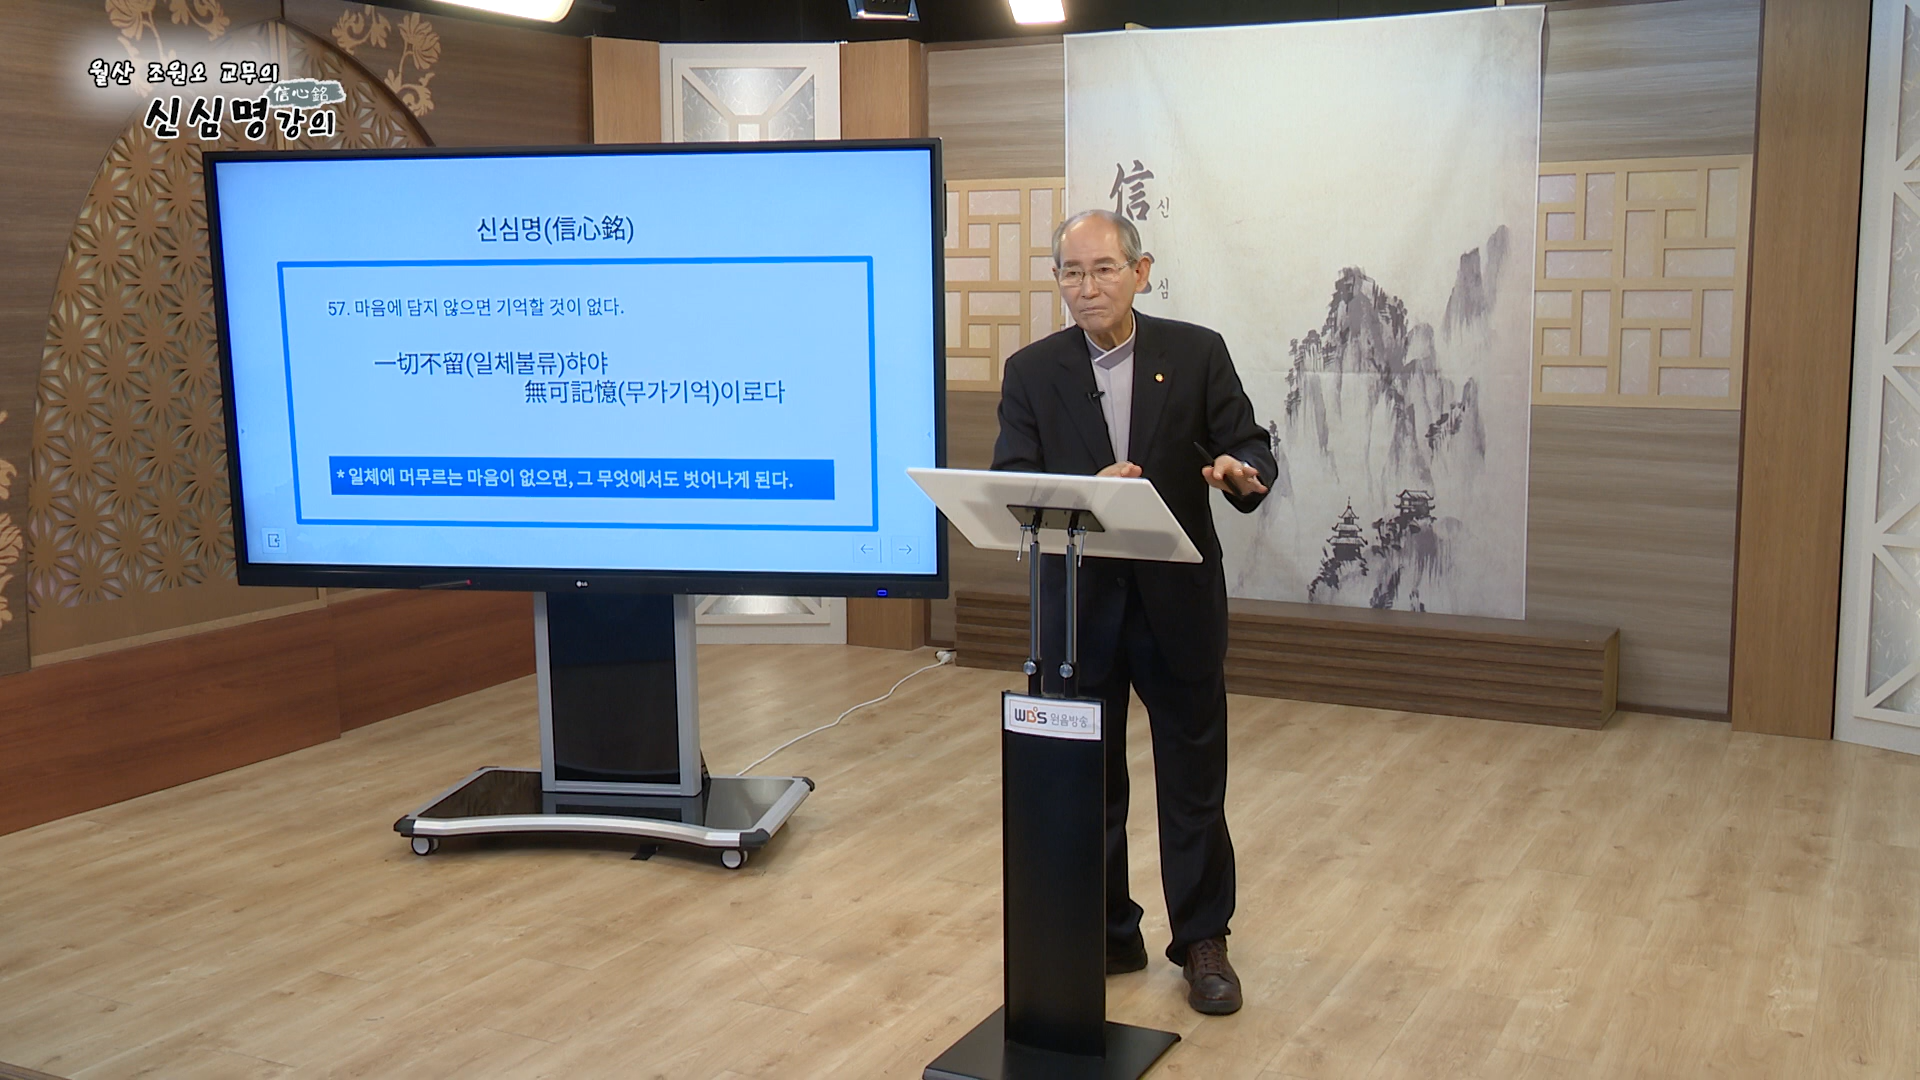 월산 조원오 교무의
신심명 信心銘 강의
신심명(信心銘)
57. 마음에 담지 않으면 기억할 것이 없다.
一切不留(일체불류)햐야
無可記憶(무가기억)이로다
* 일체에 머무르는 마음이 없으면, 그 무엇에서도 벗어나게 된다.
LG
信 신
심
WBS 원음방송